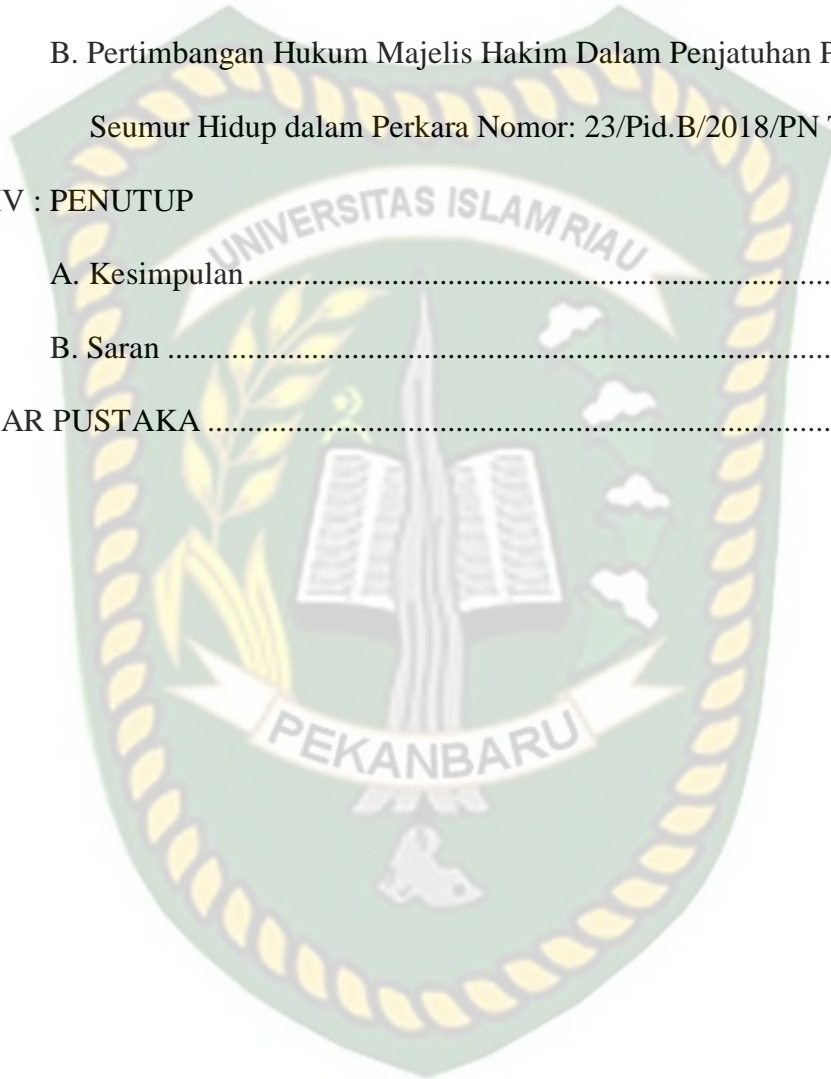 B. Pertimbangan Hukum Majelis Hakim Dalam Penjatuhan
Seumur Hidup dalam Perkara Nomor: 23/Pid.B/2018/PN
IV : PENUTUP
UNIVERSITAS ISLAM RIAU
A. Kesimpulan................................................................
B. Saran ................................................................
AR PUSTAKA ................................................................
PEKANBARU